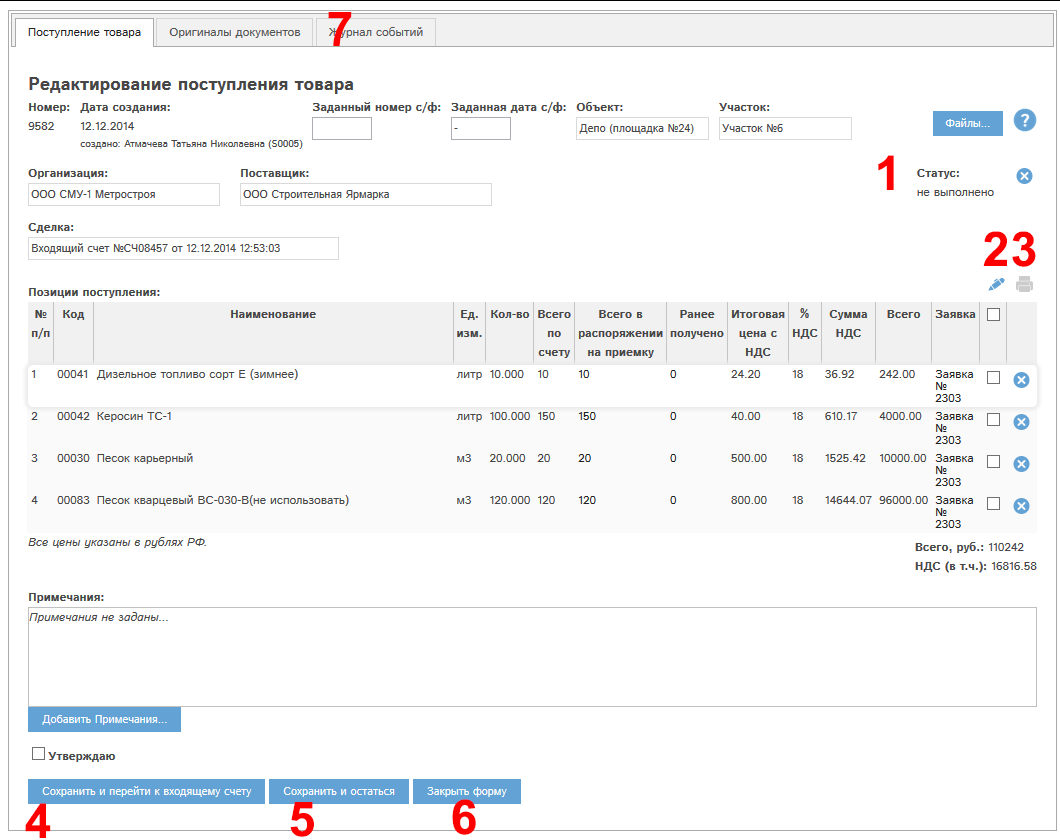 7
Поступление товара Оригиналы документов Журнал событий
Редактирование поступления товара
Номер: Дата создания: Заданный номер с/ф: Заданная дата с/ф: Объект: Участок:
9582 12.12.2014 - Депо (площадка №24) Участок №6 Файлы... ?
создано: Атмачева Татьяна Николаевна (S0005)
Организация: Поставщик: 1 Статус:
ООО СМУ-1 Метростроя ООО Строительная Ярмарка не выполнено
Сделка:
Входящий счет №СЧ08457 от 12.12.2014 12:53:03 2 3
Позиции поступления:
№ п/п Код Наименование Ед. изм. Кол-во Всего по счету Всего в распоряжении на приемку Ранее получено Итоговая цена с НДС % НДС Сумма НДС Всего Заявка
1 00041 Дизельное топливо сорт Е (зимнее) литр 10.000 10 10 0 24.20 18 36.92 242.00 Заявка № 2303
2 00042 Керосин ТС-1 литр 100.000 150 150 0 40.00 18 610.17 4000.00 Заявка № 2303
3 00030 Песок карьерный м3 20.000 20 20 0 500.00 18 1525.42 10000.00 Заявка № 2303
4 00083 Песок кварцевый ВС-030-В(не использовать) м3 120.000 120 120 0 800.00 18 14644.07 96000.00 Заявка № 2303
Все цены указаны в рублях РФ.
Всего, руб.: 110242
НДС (в т.ч.): 16816.58
Примечания:
Примечания не заданы...
Добавить Примечания...
Утверждаю
Сохранить и перейти к входящему счету Сохранить и остаться Закрыть форму
4 5 6